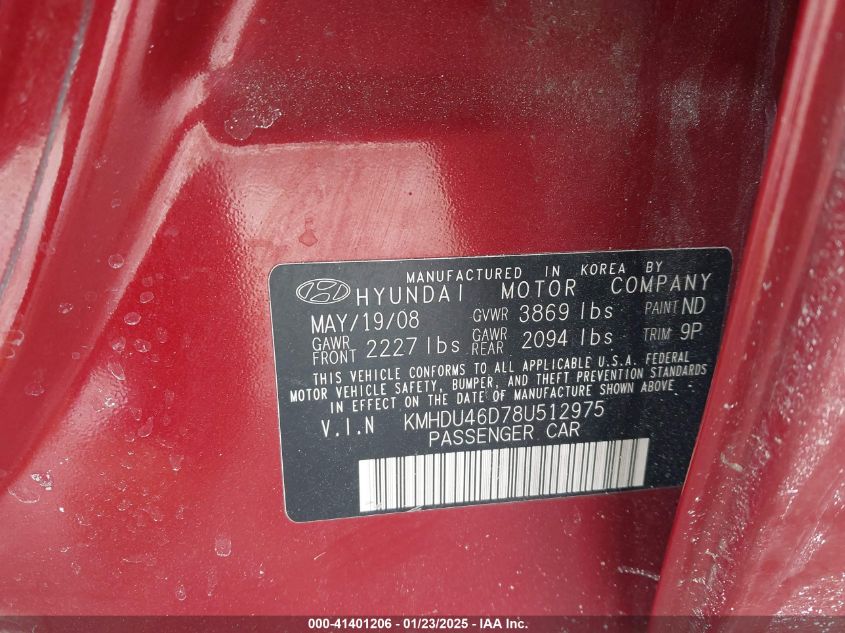 MANUFACTURED IN KOREA BY
HYUNDAI MOTOR COMPANY
MAY/19/08 GVWR 3869 lbs PAINT ND
GAWR FRONT 2227 lbs GAWR REAR 2094 lbs TRIM 9P
THIS VEHICLE CONFORMS TO ALL APPLICABLE U.S.A. FEDERAL
MOTOR VEHICLE SAFETY, BUMPER, AND THEFT PREVENTION STANDARDS
IN EFFECT ON THE DATE OF MANUFACTURE SHOWN ABOVE
V.I.N KMHDU46D78U512975
PASSENGER CAR
000-41401206 - 01/23/2025 - IAA Inc.